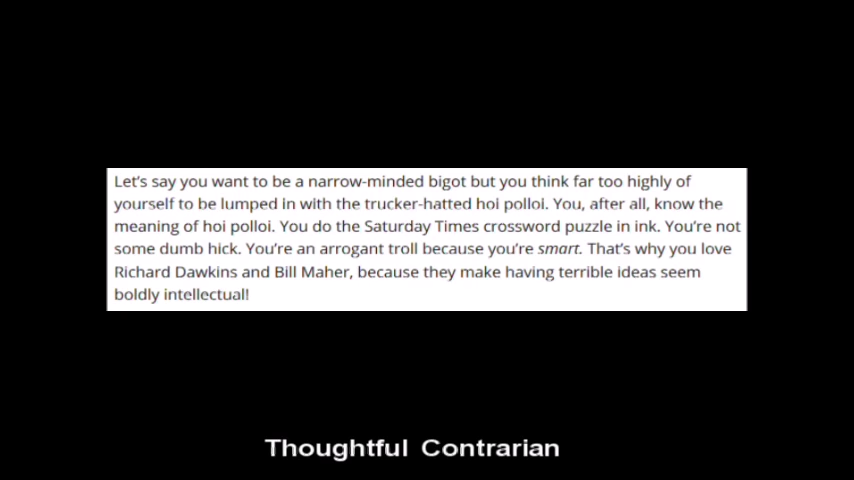 Let's say you want to be a narrow-minded bigot but you think far too highly of
yourself to be lumped in with the trucker-hatted hoi polloi. You, after all, know the
meaning of hoi polloi. You do the Saturday Times crossword puzzle in ink. You're not
some dumb hick. You're an arrogant troll because you're smart. That's why you love
Richard Dawkins and Bill Maher, because they make having terrible ideas seem
boldly intellectual!
Thoughtful Contrarian